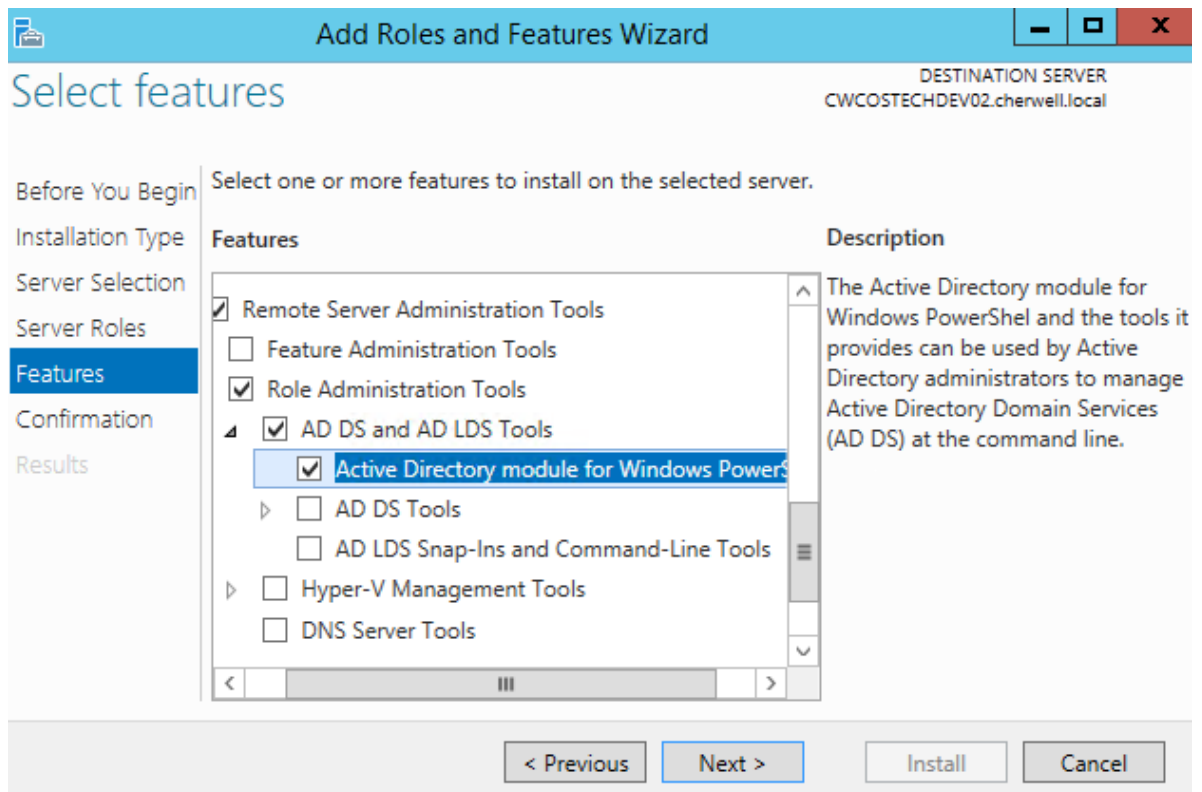 Add Roles and Features Wizard
Select features
DESTINATION SERVER
CWCOSTECHDEV02.cherwell.local
Before You Begin
Installation Type
Server Selection
Server Roles
Features
Confirmation
Results
Select one or more features to install on the selected server.
Features
Remote Server Administration Tools
Feature Administration Tools
Role Administration Tools
AD DS and AD LDS Tools
Active Directory module for Windows PowerS
AD DS Tools
AD LDS Snap-Ins and Command-Line Tools
Hyper-V Management Tools
DNS Server Tools
Description
The Active Directory module for
Windows PowerShel and the tools it
provides can be used by Active
Directory administrators to manage
Active Directory Domain Services
(AD DS) at the command line.
< Previous
Next >
Install
Cancel